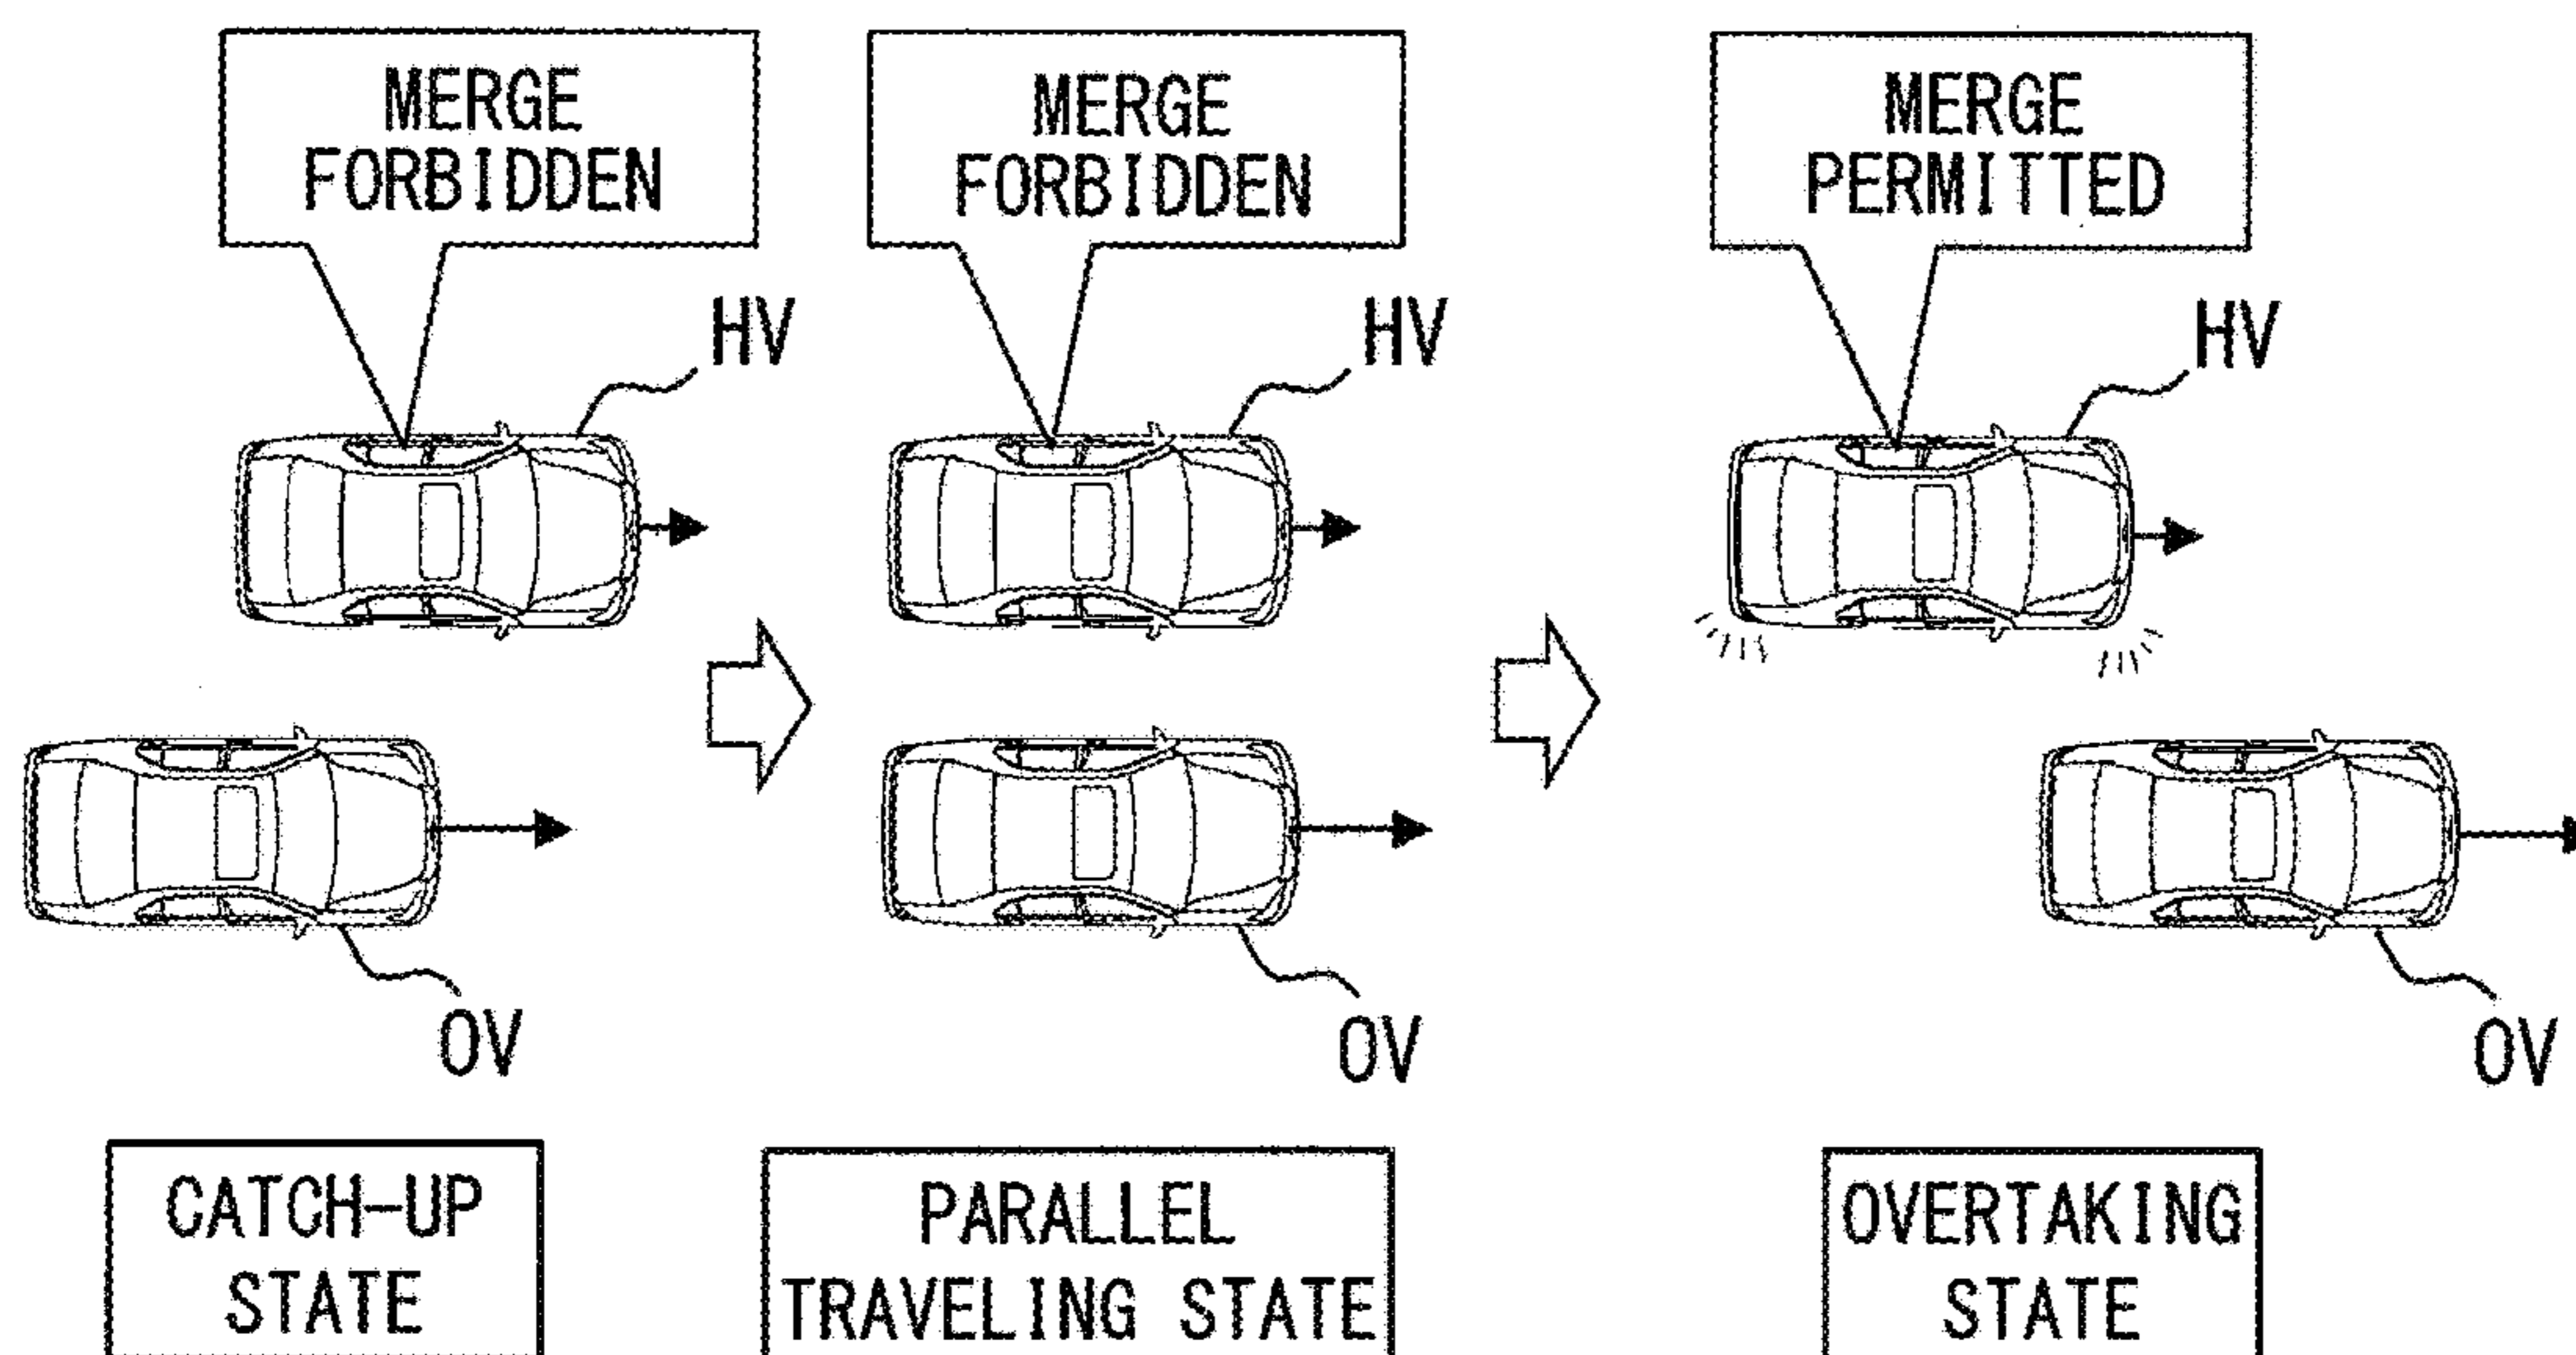 MERGE
FORBIDDEN
MERGE
FORBIDDEN
MERGE
PERMITTED
HV
HV
HV
OV
OV
OV
CATCH-UP
STATE
PARALLEL
TRAVELING STATE
OVERTAKING
STATE